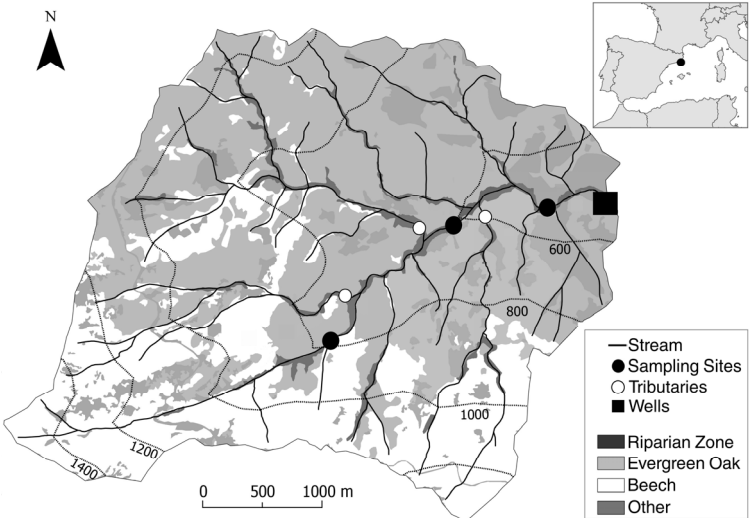 N
600
800
1000
1200
1400
0 500 1000 m
Stream
Sampling Sites
Tributaries
Wells
Riparian Zone
Evergreen Oak
Beech
Other